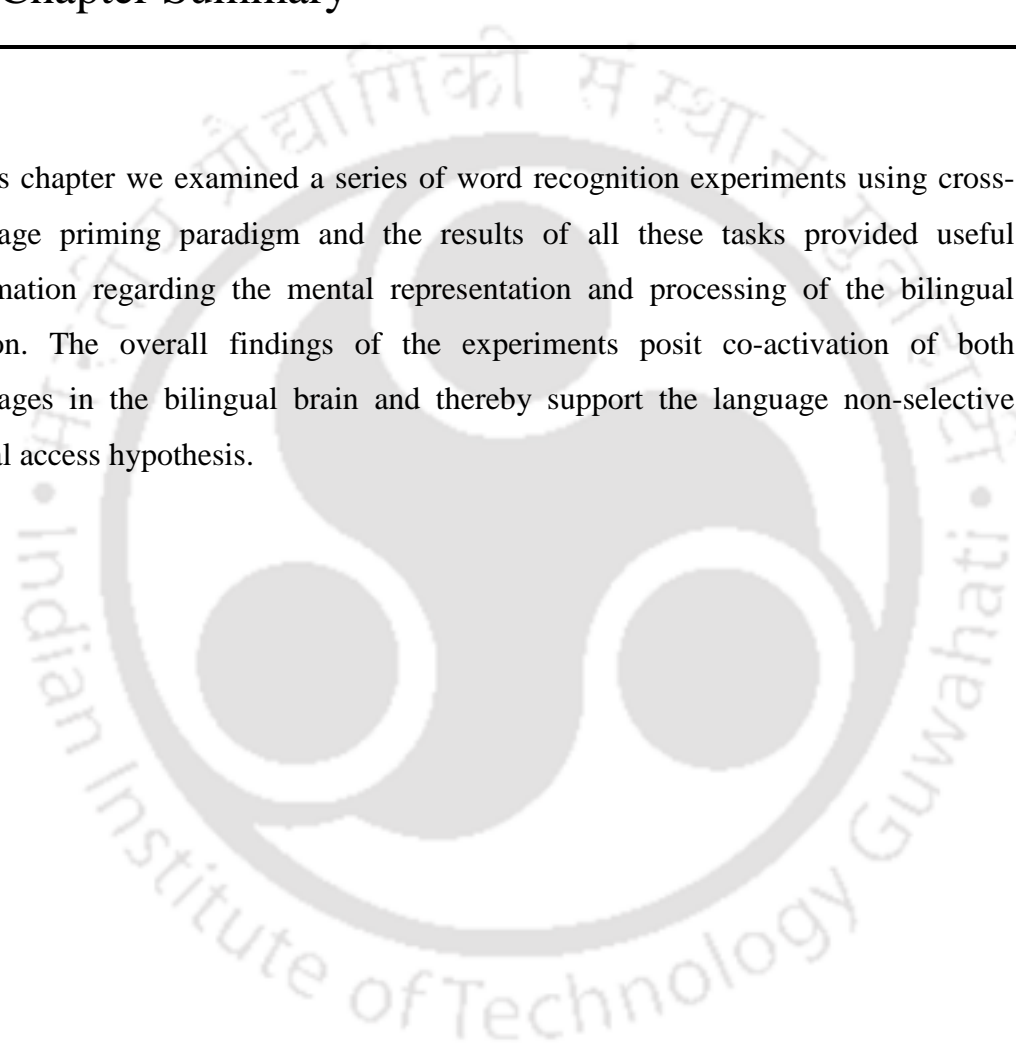 Chapter Summary
s chapter we examined a series of word recognition experiments using cross-
age priming paradigm and the results of all these tasks provided useful
mation regarding the mental representation and processing of the bilingual
on. The overall findings of the experiments posit co-activation of both
ages in the bilingual brain and thereby support the language non-selective
al access hypothesis.
भारतीय प्रौद्योगिकी संस्थान गुवाहाटी
• Indian Institute of Technology Guwahati •